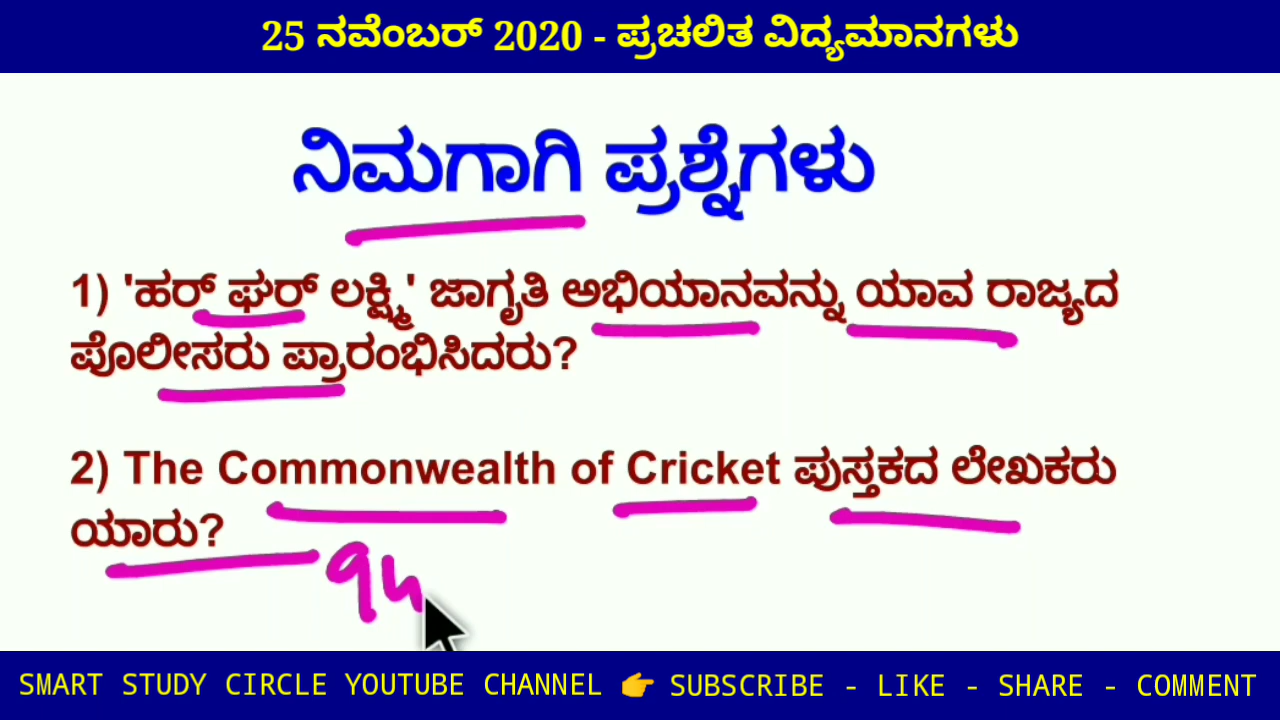 25 ನವೆಂಬರ್ 2020 - ಪ್ರಚಲಿತ ವಿದ್ಯಮಾನಗಳು
ನಿಮಗಾಗಿ ಪ್ರಶ್ನೆಗಳು
1) 'ಹರ್ ಘರ್ ಲಕ್ಷ್ಮಿ' ಜಾಗೃತಿ ಅಭಿಯಾನವನ್ನು ಯಾವ ರಾಜ್ಯದ
ಪೊಲೀಸರು ಪ್ರಾರಂಭಿಸಿದರು?
2) The Commonwealth of Cricket ಪುಸ್ತಕದ ಲೇಖಕರು
ಯಾರು?
SMART STUDY CIRCLE YOUTUBE CHANNEL 👉 SUBSCRIBE - LIKE - SHARE - COMMENT